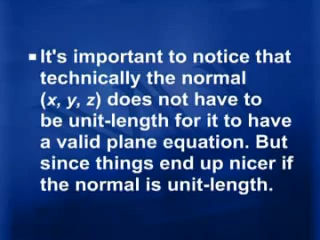 It's important to notice that
technically the normal
(x, y, z) does not have to
be unit-length for it to have
a valid plane equation. But
since things end up nicer if
the normal is unit-length.